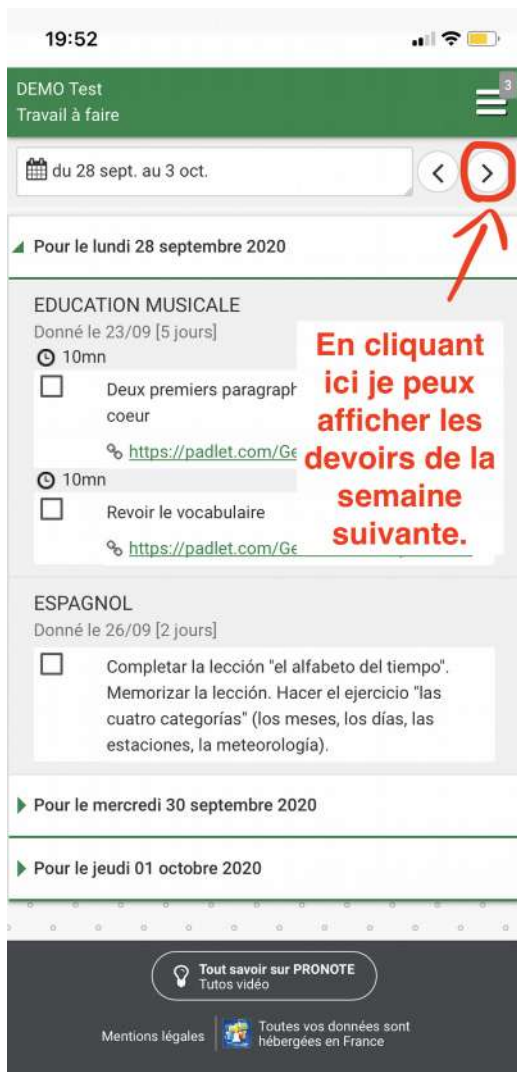 19:52
DEMO Test
3
Travail à faire
du 28 sept. au 3 oct.
Pour le lundi 28 septembre 2020
EDUCATION MUSICALE
Donné le 23/09 [5 jours]
10mn
Deux premiers
coeur
https://padlet.com/Ge
10mn
Revoir le vocabulaire
https://padlet.com/Ge
En cliquant
ici je peux
afficher les
devoirs de la
semaine
suivante.
ESPAGNOL
Donné le 26/09 [2 jours]
Completar la lección "el alfabeto del tiempo".
Memorizar la lección. Hacer el ejercicio "las
cuatro categorías" (los meses, los días, las
estaciones, la meteorología).
Pour le mercredi 30 septembre 2020
Pour le jeudi 01 octobre 2020
Tout savoir sur PRONOTE
Tutos vidéo
Mentions légales
Toutes vos données sont
hébergées en France